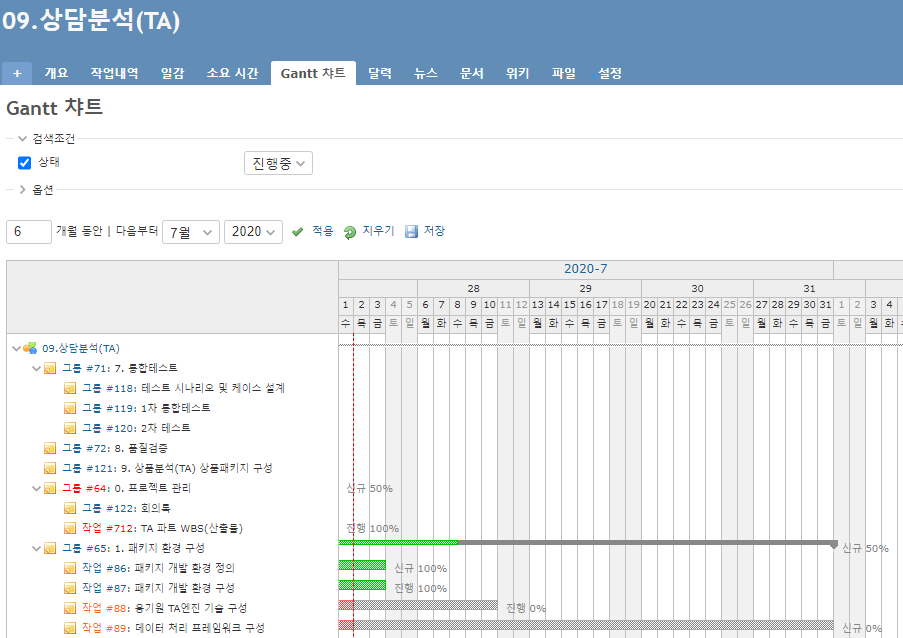 09.상담분석(TA)
+ 개요 작업내역 일감 소요 시간 Gantt 챠트 달력 뉴스 문서 위키 파일 설정
Gantt 챠트
검색조건
상태 진행중
옵션
6 개월 동안 | 다음부터 7월 2020 적용 지우기 저장
2020-7
28 29 30 31
1 2 3 4 5 6 7 8 9 10 11 12 13 14 15 16 17 18 19 20 21 22 23 24 25 26 27 28 29 30 31 1 2 3 4
수 목 금 토 일 월 화 수 목 금 토 일 월 화 수 목 금 토 일 월 화 수 목 금 토 일 월 화 수 목 금 토 일 월 화
09.상담분석(TA)
그룹 #71: 7. 통합테스트
그룹 #118: 테스트 시나리오 및 케이스 설계
그룹 #119: 1차 통합테스트
그룹 #120: 2차 테스트
그룹 #72: 8. 품질검증
그룹 #121: 9. 상품분석(TA) 상품패키지 구성
그룹 #64: 0. 프로젝트 관리 신규 50%
그룹 #122: 회의록
작업 #712: TA 파트 WBS(산출물) 진행 100%
그룹 #65: 1. 패키지 환경 구성 신규 50%
작업 #86: 패키지 개발 환경 정의 신규 100%
작업 #87: 패키지 개발 환경 구성 진행 100%
작업 #88: 응기원 TA엔진 기술 구성 진행 0%
작업 #89: 데이터 처리 프레임워크 구성 신규 0%